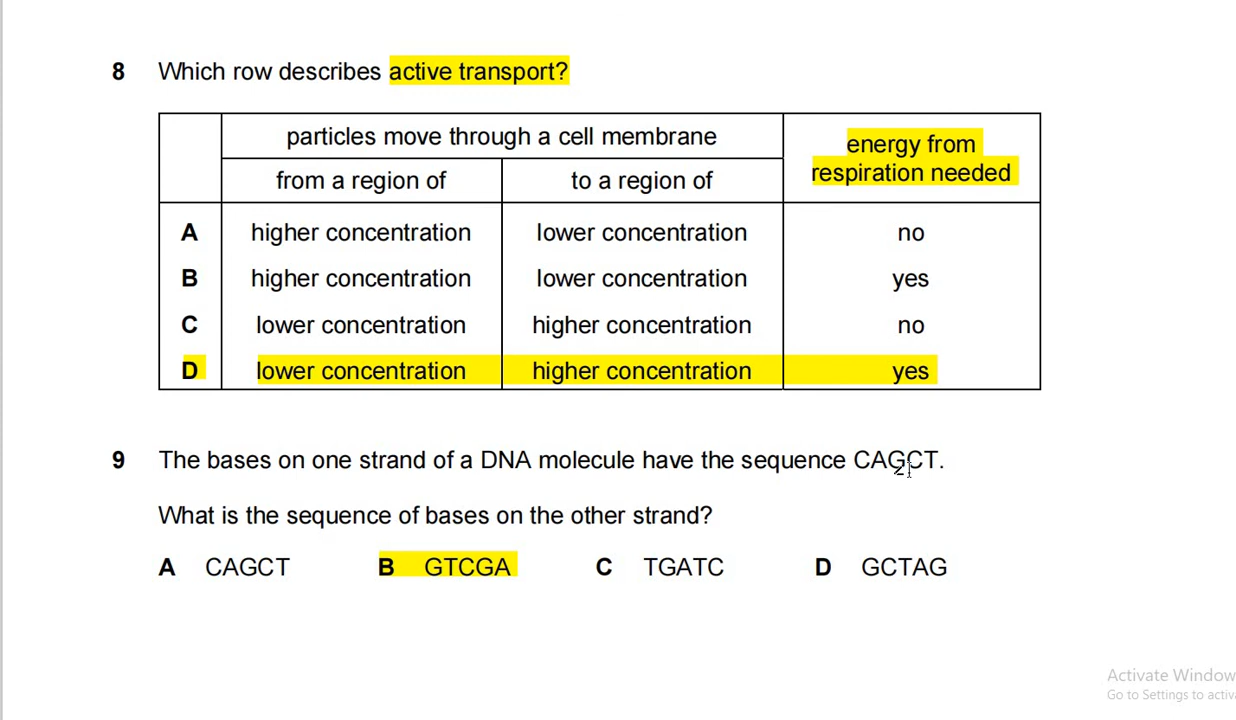 8 Which row describes active transport?
particles move through a cell membrane
energy from
respiration needed
from a region of to a region of
A higher concentration lower concentration no
B higher concentration lower concentration yes
C lower concentration higher concentration no
D lower concentration higher concentration yes
9 The bases on one strand of a DNA molecule have the sequence CAGCT.
What is the sequence of bases on the other strand?
A CAGCT B GTCGA C TGATC D GCTAG
Activate Window
Go to Settings to activ